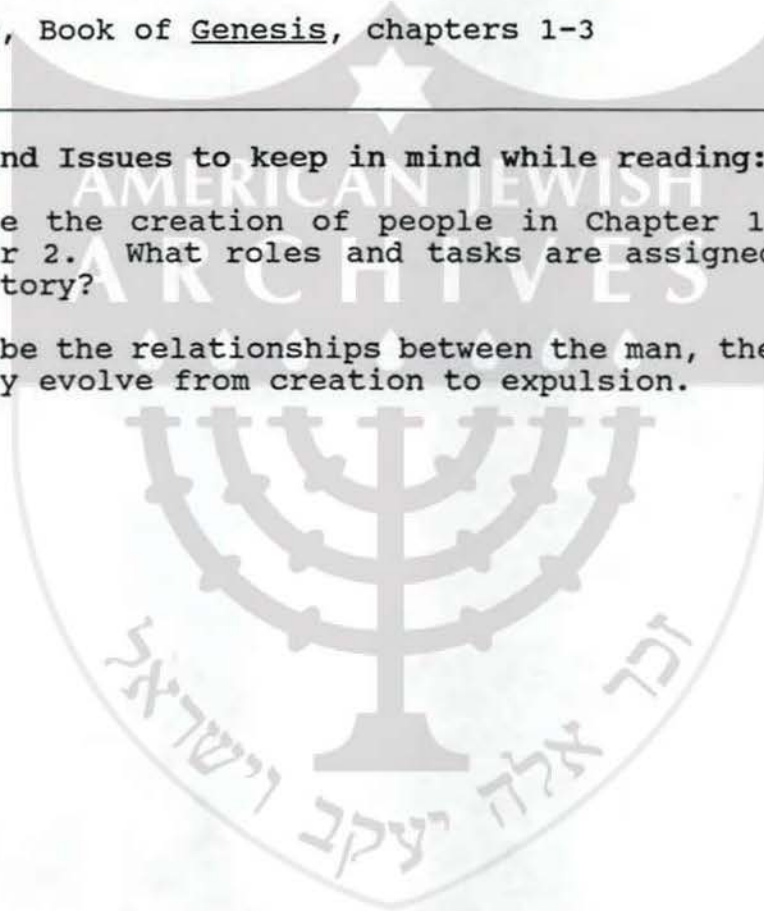 , Book of Genesis, chapters 1-3
nd Issues to keep in mind while reading:
e the creation of people in Chapter 1
r 2. What roles and tasks are assigned
tory?
be the relationships between the man, the
y evolve from creation to expulsion.
AMERICAN JEWISH
ARCHIVES
זכר אלה יעקב וישראל